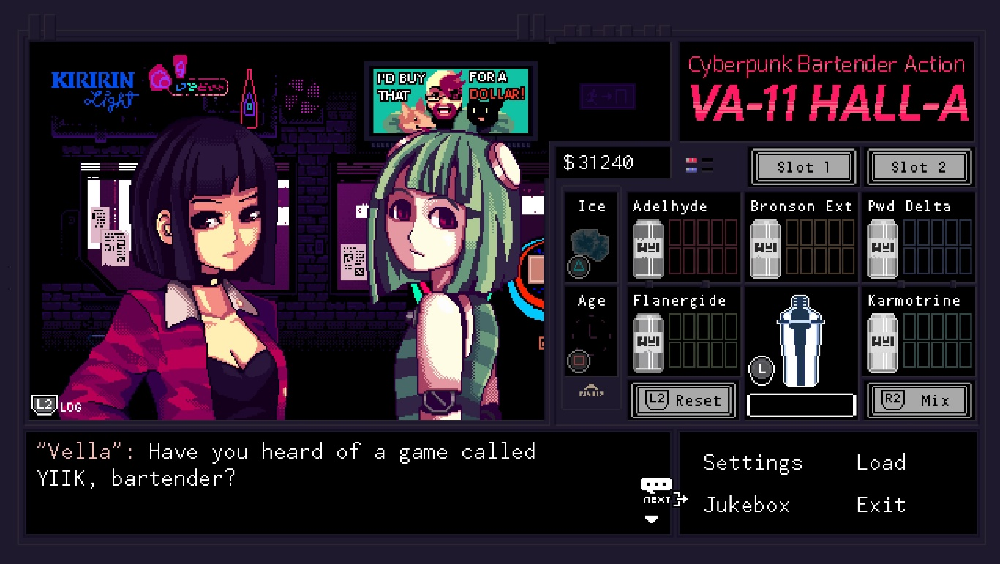 KIRIRIN
Light
I'D BUY FOR A
THAT DOLLAR!
Cyberpunk Bartender Action
VA-11 HALL-A
$31240
Slot 1
Slot 2
Ice
Adelhyde
Bronson Ext
Pwd Delta
Age
Flanergide
Karmotrine
L
L2 Reset
R2 Mix
L2 LOG
"Vella": Have you heard of a game called
YIIK, bartender?
NEXT
Settings
Load
Jukebox
Exit